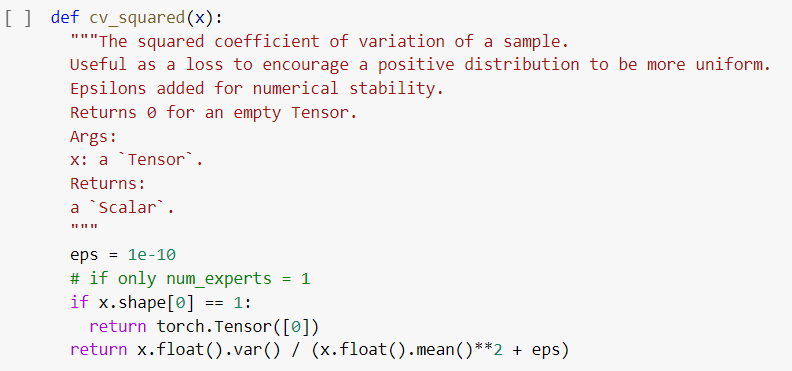 [ ] def cv_squared(x):
"""The squared coefficient of variation of a sample.
Useful as a loss to encourage a positive distribution to be more uniform.
Epsilons added for numerical stability.
Returns 0 for an empty Tensor.
Args:
x: a `Tensor`.
Returns:
a `Scalar`.
"""
eps = 1e-10
# if only num_experts = 1
if x.shape[0] == 1:
return torch.Tensor([0])
return x.float().var() / (x.float().mean()**2 + eps)